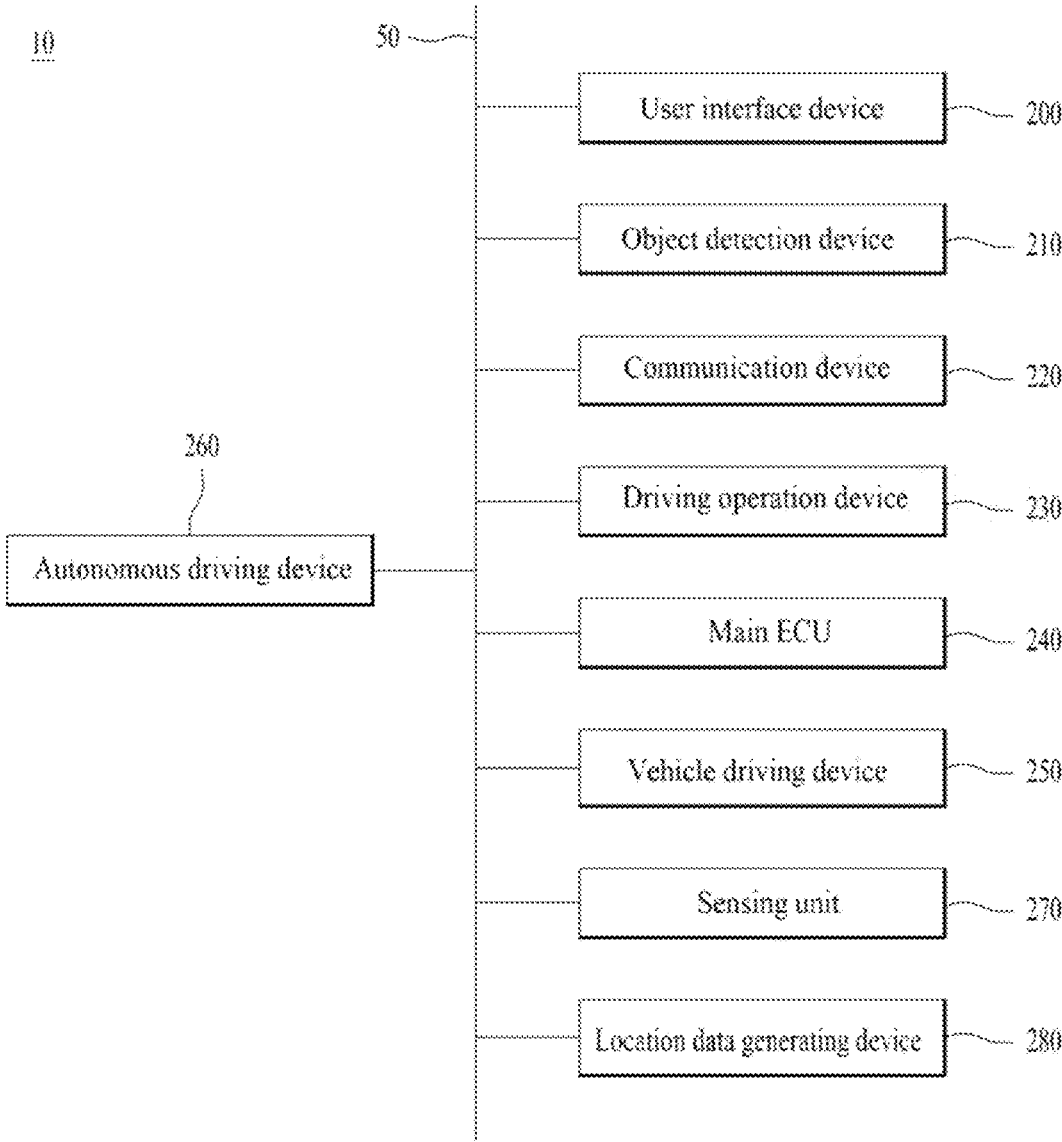 10
50
User interface device
200
Object detection device
210
Communication device
220
260
Driving operation device
230
Autonomous driving device
Main ECU
240
Vehicle driving device
250
Sensing unit
270
Location data generating device
280